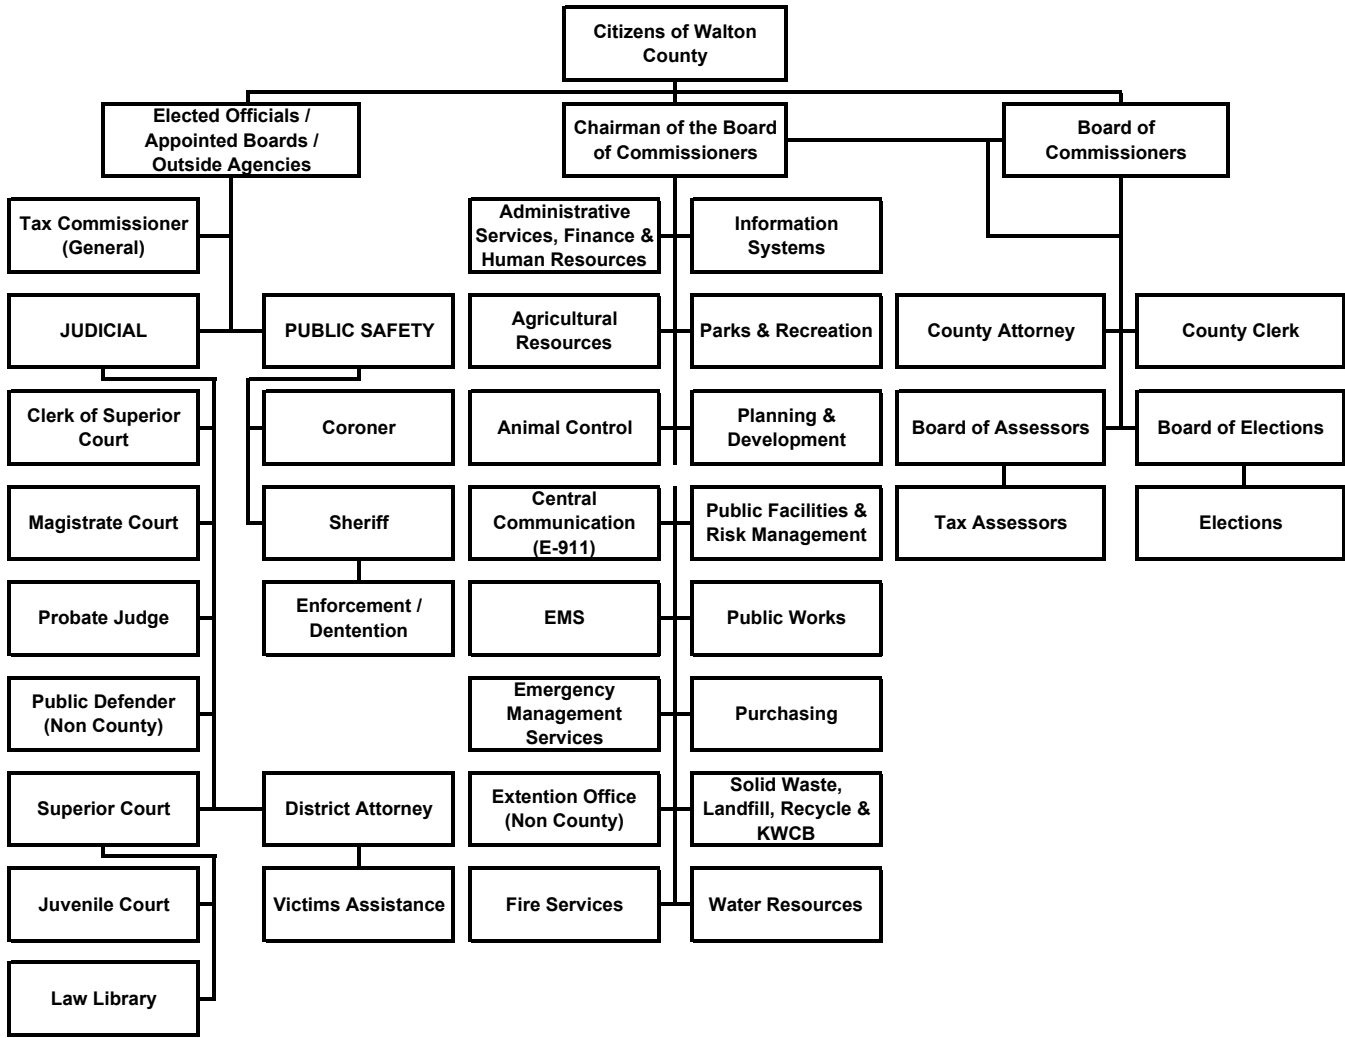 Citizens of Walton
County
Elected Officials /
Appointed Boards /
Outside Agencies
Chairman of the Board
of Commissioners
Board of
Commissioners
Tax Commissioner
(General)
Administrative
Services, Finance &
Human Resources
Information
Systems
JUDICIAL
PUBLIC SAFETY
Agricultural
Resources
Parks & Recreation
County Attorney
County Clerk
Clerk of Superior
Court
Coroner
Animal Control
Planning &
Development
Board of Assessors
Board of Elections
Magistrate Court
Sheriff
Central
Communication
(E-911)
Public Facilities &
Risk Management
Tax Assessors
Elections
Probate Judge
Enforcement /
Dentention
EMS
Public Works
Public Defender
(Non County)
Emergency
Management
Services
Purchasing
Superior Court
District Attorney
Extention Office
(Non County)
Solid Waste,
Landfill, Recycle &
KWCB
Juvenile Court
Victims Assistance
Fire Services
Water Resources
Law Library